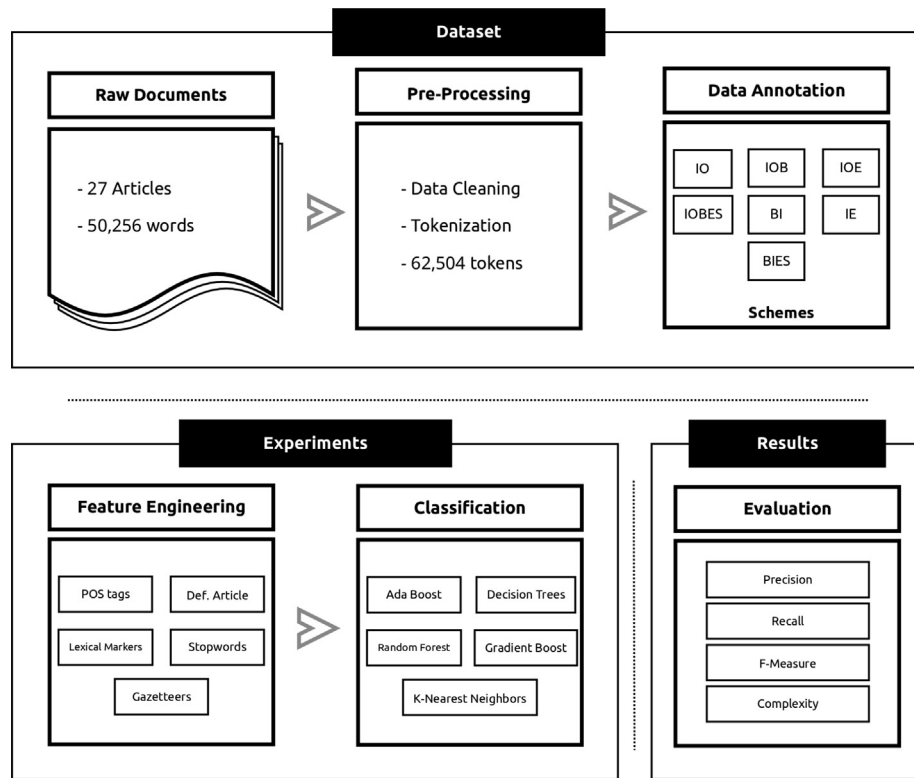 Dataset
Raw Documents
- 27 Articles
- 50,256 words
Pre-Processing
- Data Cleaning
- Tokenization
- 62,504 tokens
Data Annotation
IO IOB IOE
IOBES BI IE
BIES
Schemes
Experiments
Feature Engineering
POS tags Def. Article
Lexical Markers Stopwords
Gazetteers
Classification
Ada Boost Decision Trees
Random Forest Gradient Boost
K-Nearest Neighbors
Results
Evaluation
Precision
Recall
F-Measure
Complexity